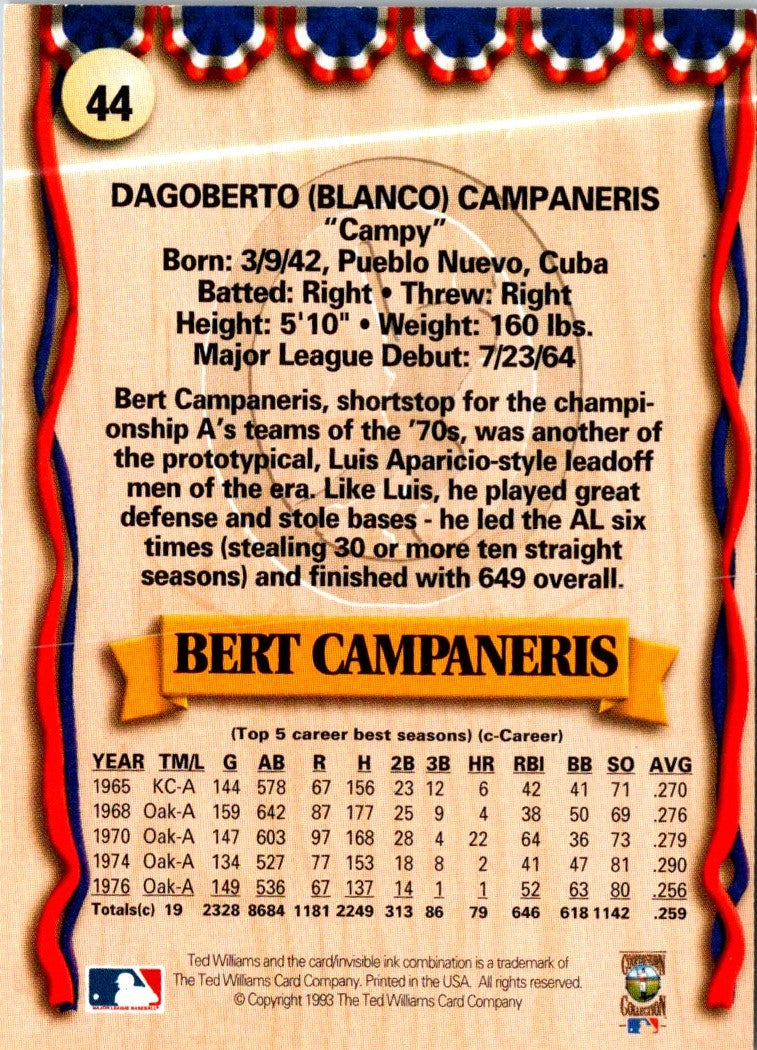 44
DAGOBERTO (BLANCO) CAMPANERIS
"Campy"
Born: 3/9/42, Pueblo Nuevo, Cuba
Batted: Right • Threw: Right
Height: 5'10" • Weight: 160 lbs.
Major League Debut: 7/23/64
Bert Campaneris, shortstop for the champi-
onship A's teams of the '70s, was another of
the prototypical, Luis Aparicio-style leadoff
men of the era. Like Luis, he played great
defense and stole bases - he led the AL six
times (stealing 30 or more ten straight
seasons) and finished with 649 overall.
BERT CAMPANERIS
(Top 5 career best seasons) (c-Career)
YEAR TM/L G AB R H 2B 3B HR RBI BB SO AVG
1965 KC-A 144 578 67 156 23 12 6 42 41 71 .270
1968 Oak-A 159 642 87 177 25 9 4 38 50 69 .276
1970 Oak-A 147 603 97 168 28 4 22 64 36 73 .279
1974 Oak-A 134 527 77 153 18 8 2 41 47 81 .290
1976 Oak-A 149 536 67 137 14 1 1 52 63 80 .256
Totals(c) 19 2328 8684 1181 2249 313 86 79 646 618 1142 .259
Ted Williams and the card/invisible ink combination is a trademark of
The Ted Williams Card Company. Printed in the USA. All rights reserved.
© Copyright 1993 The Ted Williams Card Company
MAJOR LEAGUE BASEBALL
COOPERSTOWN
COLLECTION